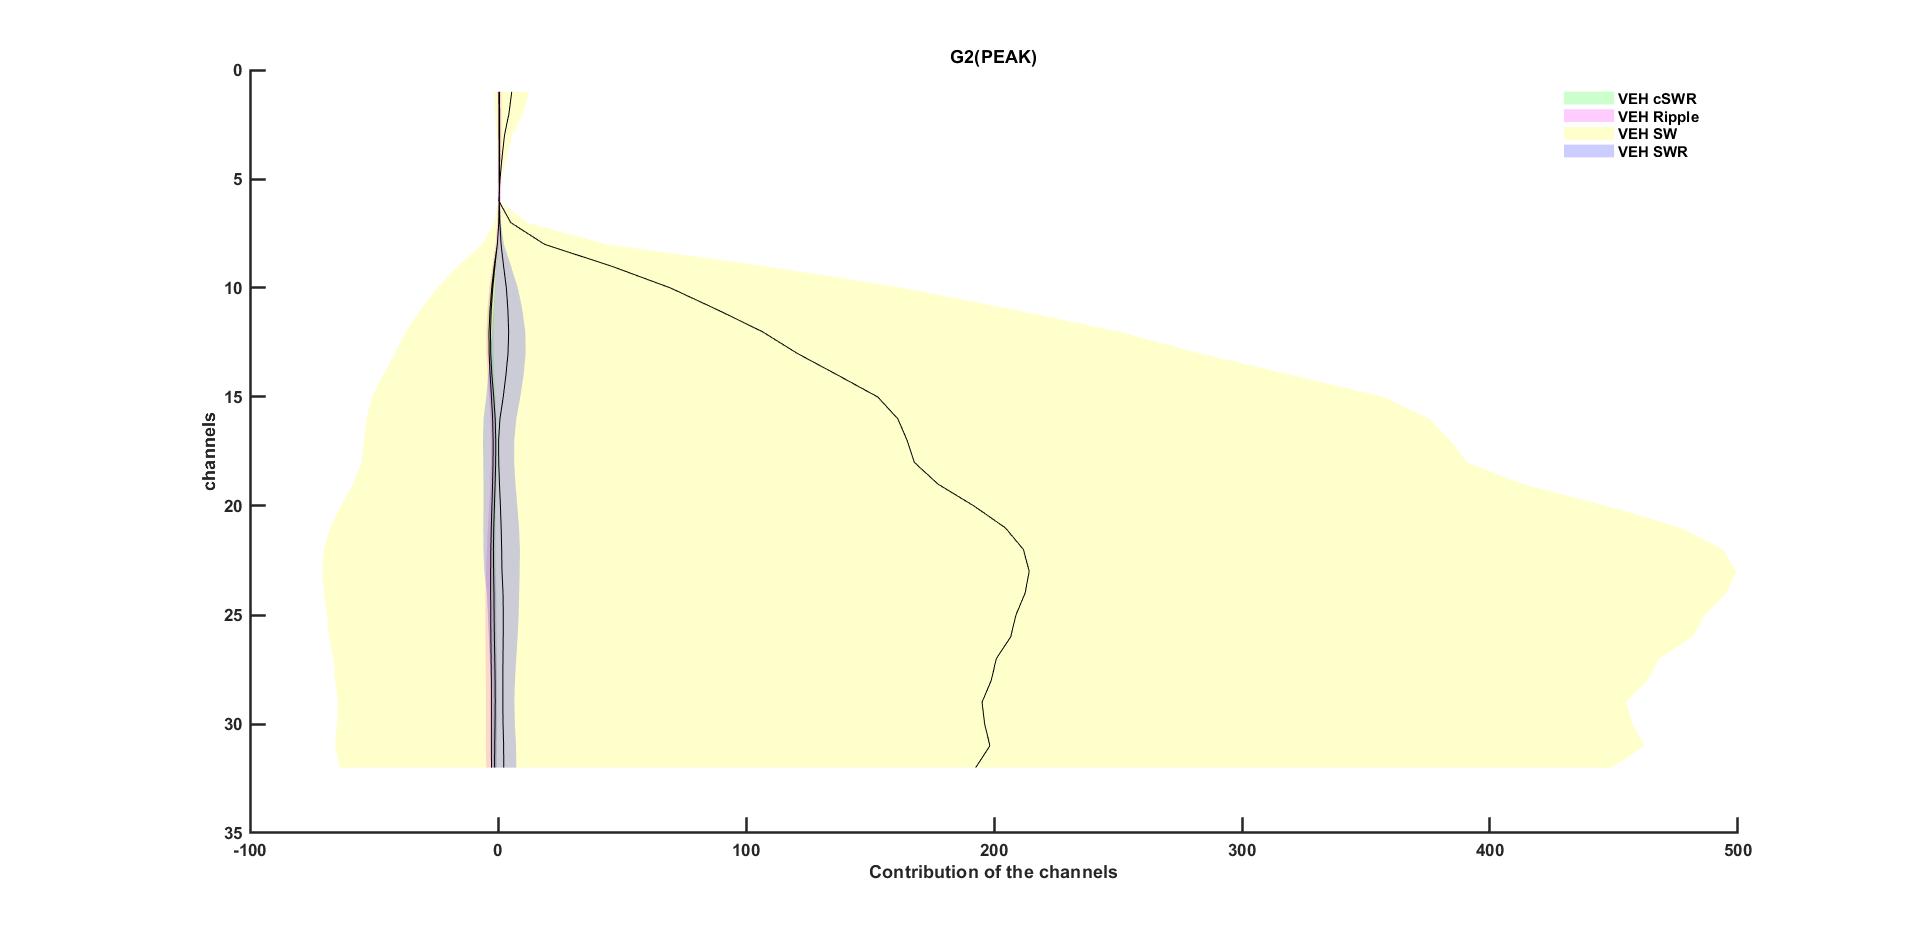 G2(PEAK)
VEH cSWR
VEH Ripple
VEH SW
VEH SWR
channels
0
5
10
15
20
25
30
35
-100
0
100
200
300
400
500
Contribution of the channels